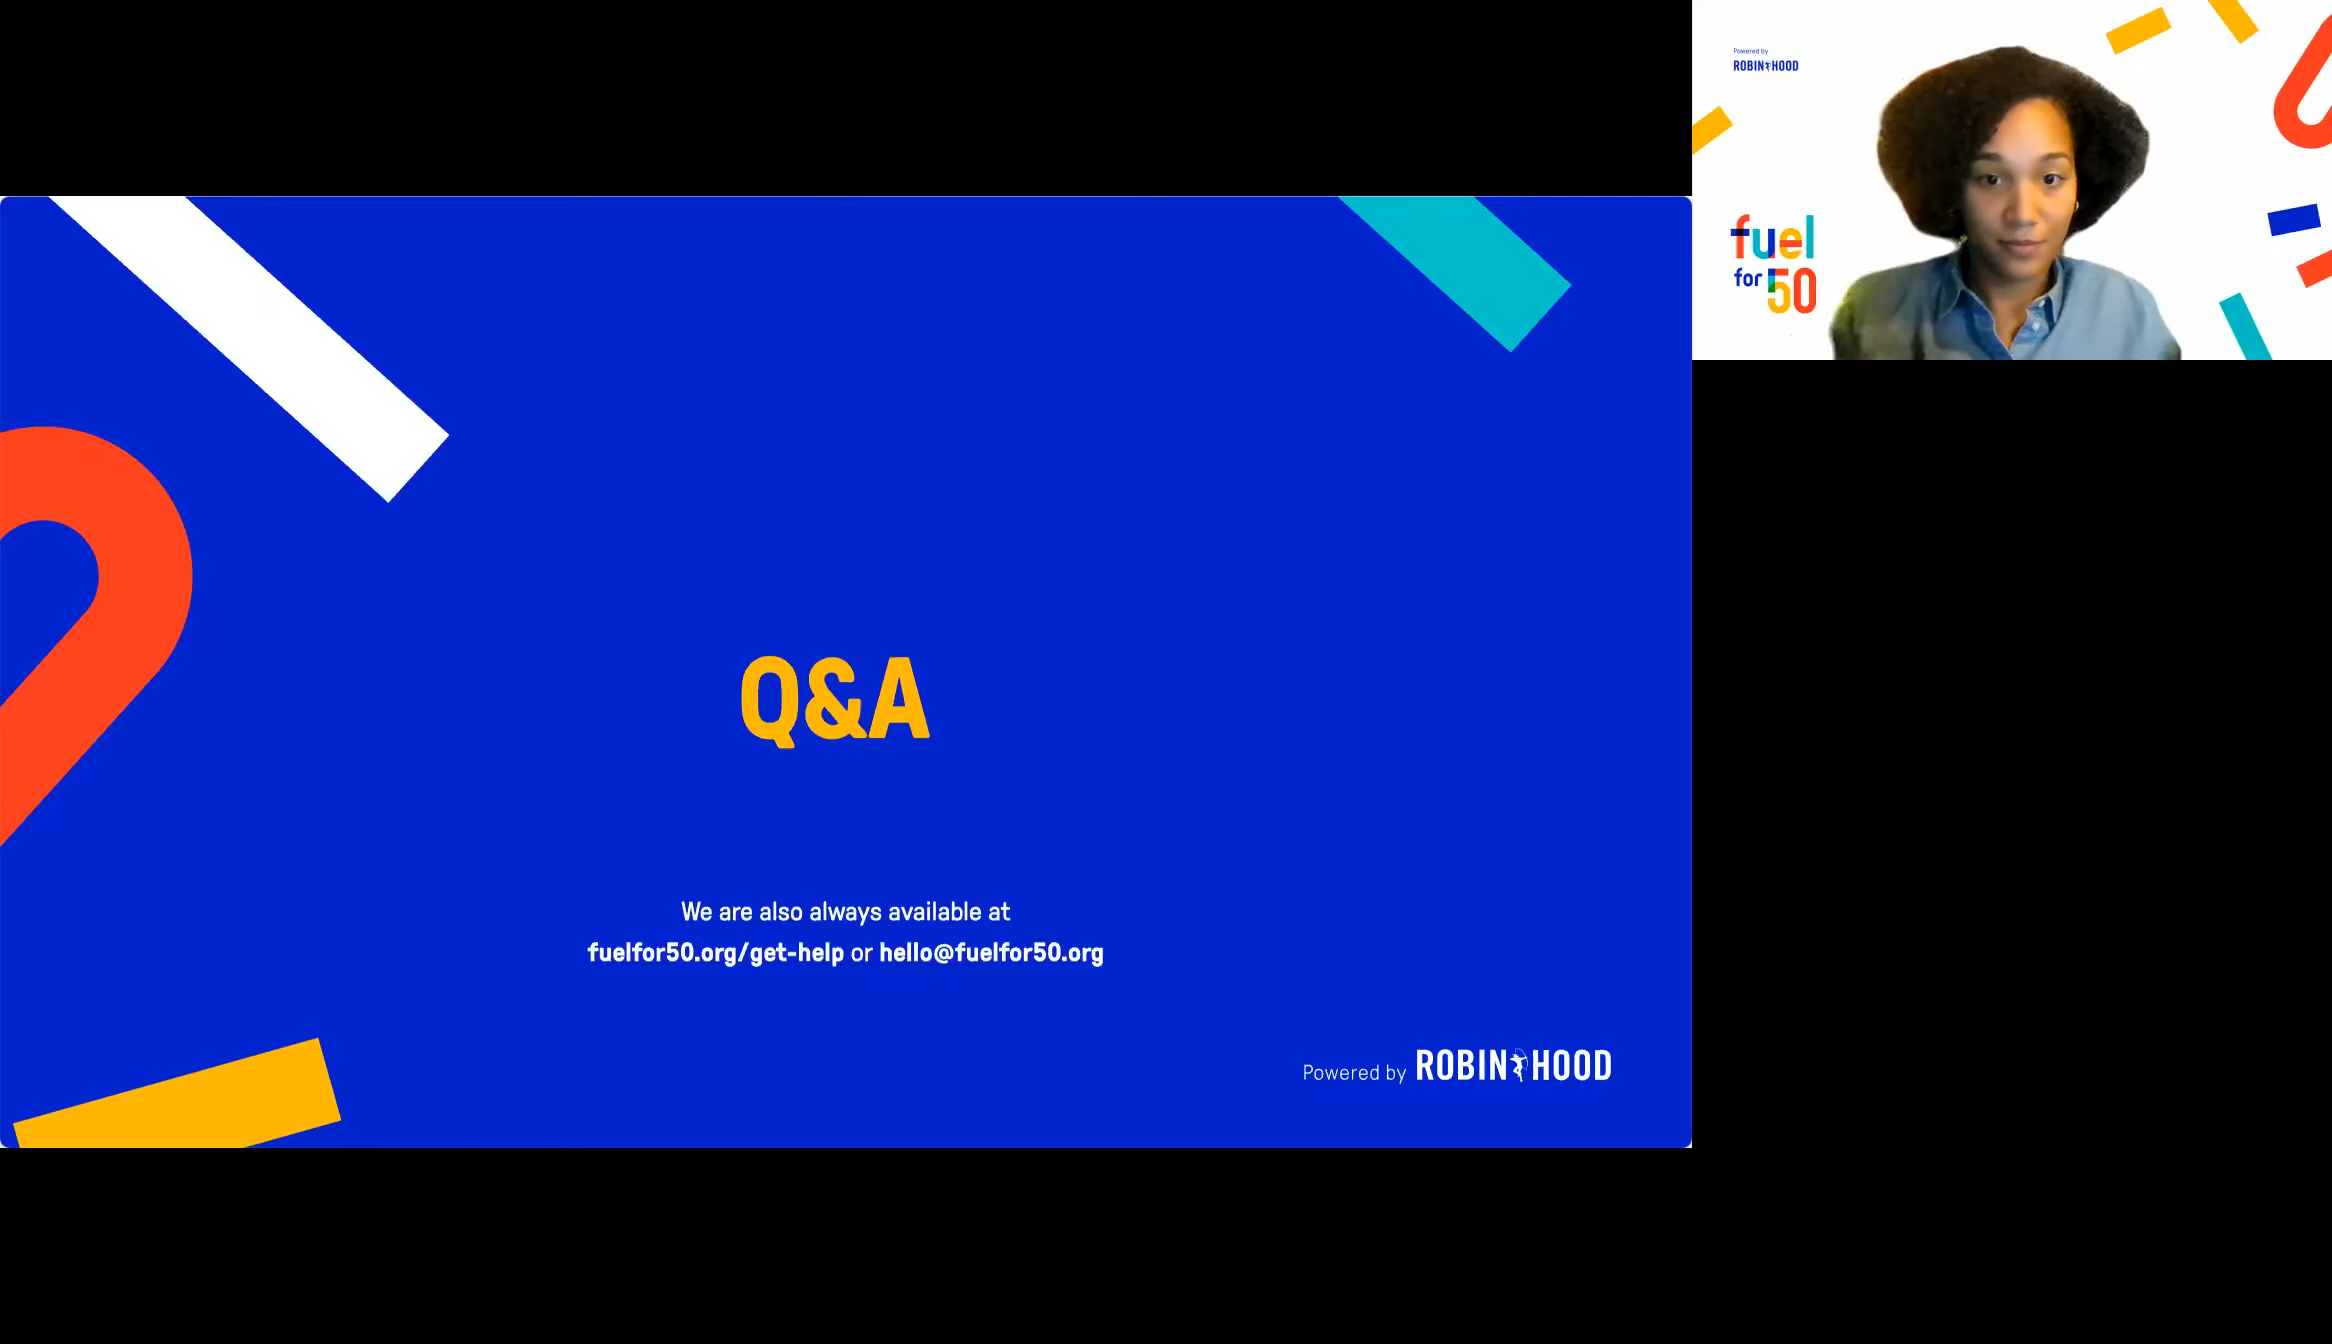 Q&A
We are also always available at
fuelfor50.org/get-help or hello@fuelfor50.org
Powered by ROBIN HOOD
Powered by
ROBIN HOOD
fuel
for 50